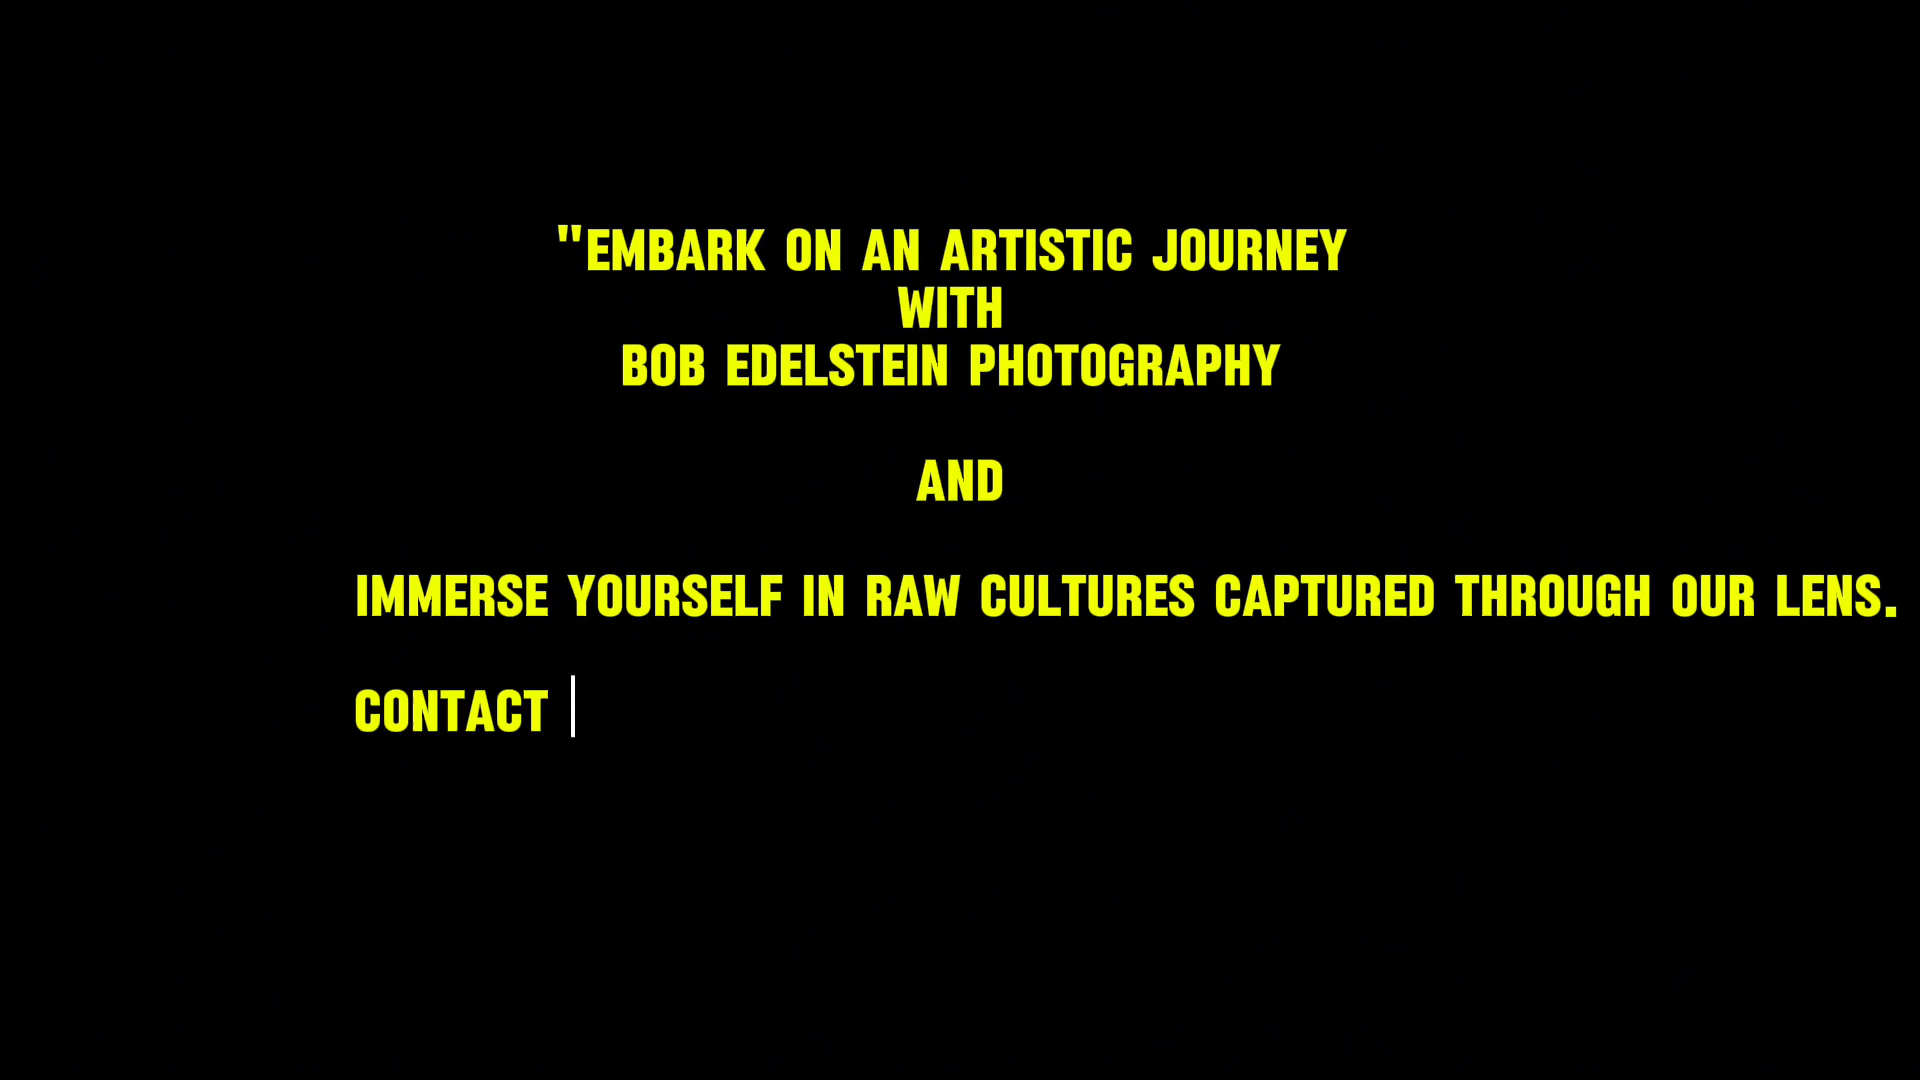 "EMBARK ON AN ARTISTIC JOURNEY
WITH
BOB EDELSTEIN PHOTOGRAPHY
AND
IMMERSE YOURSELF IN RAW CULTURES CAPTURED THROUGH OUR LENS.
CONTACT